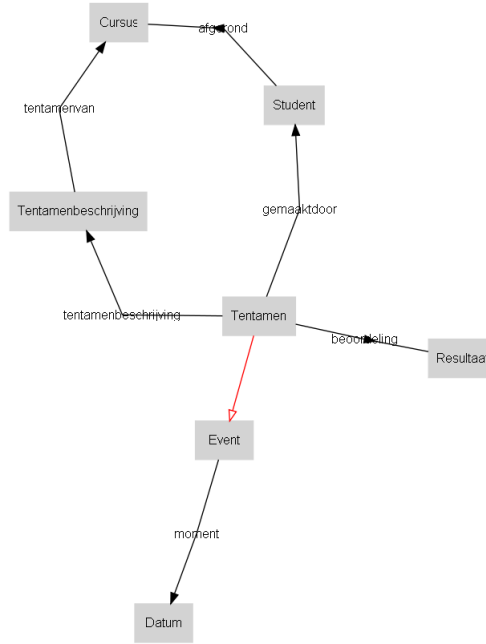 Cursus
afgerond
Student
tentamenvan
Tentamenbeschrijving
gemaaktdoor
tentamenbeschrijving
Tentamen
beoordeling
Resultaat
Event
moment
Datum